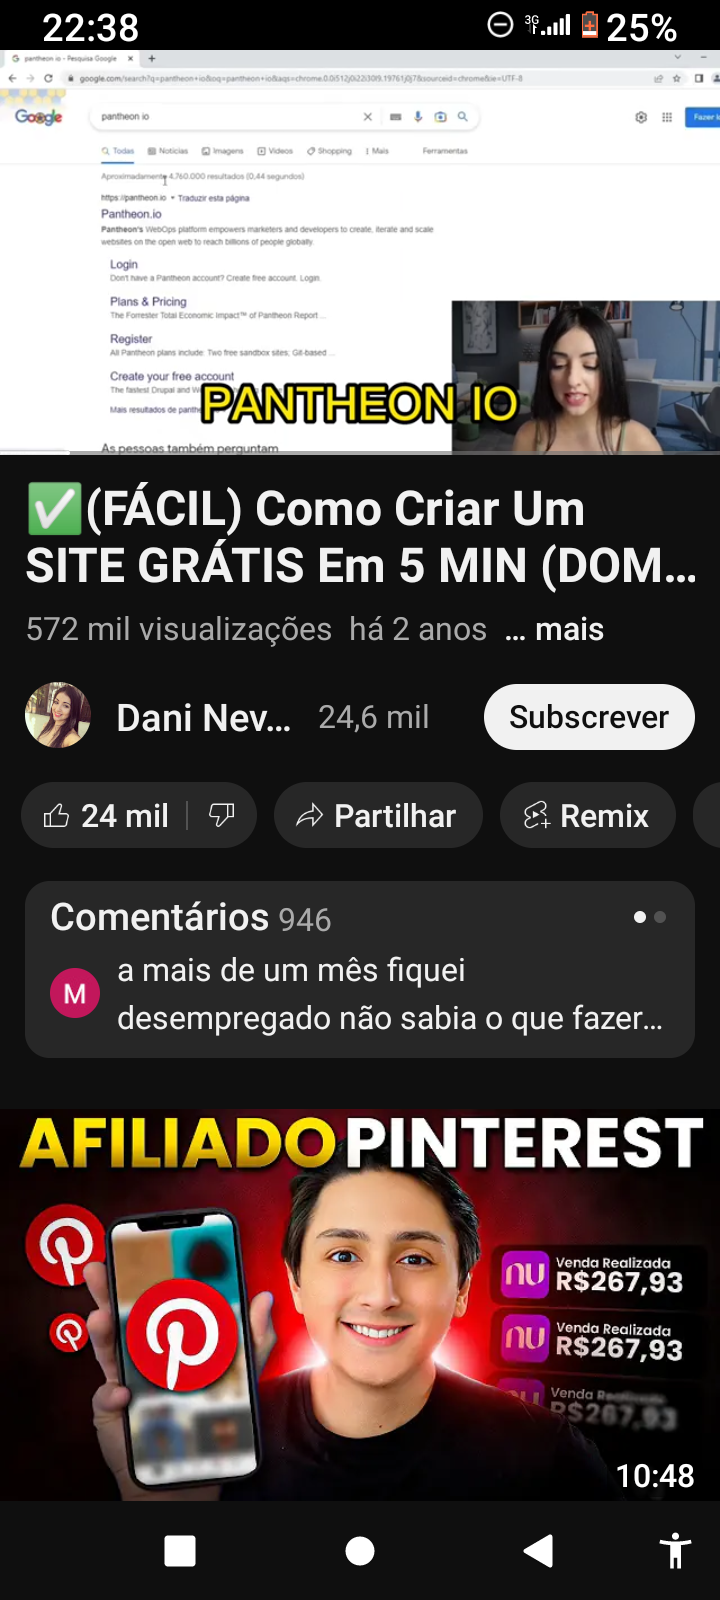 22:38
3G
25%
pantheon io - Pesquisa Google
google.com/search?q=pantheon+io&oq=pantheon+io&aqs=chrome.0.0i512j0i22i30l9.19761j0j7&sourceid=chrome&ie=UTF-8
Google
pantheon io
Fazer lo
Todas
Notícias
Imagens
Vídeos
Shopping
Mais
Ferramentas
Aproximadamente 4.760.000 resultados (0,44 segundos)
https://pantheon.io
Traduzir esta página
Pantheon.io
Pantheon's WebOps platform empowers marketers and developers to create, iterate and scale
websites on the open web to reach billions of people globally.
Login
Don't have a Pantheon account? Create free account. Login.
Plans & Pricing
The Forrester Total Economic Impact™ of Pantheon Report ...
Register
All Pantheon plans include: Two free sandbox sites; Git-based ...
Create your free account
The fastest Drupal and W
Mais resultados de panthe
PANTHEON IO
As pessoas também perguntam
✅(FÁCIL) Como Criar Um
SITE GRÁTIS Em 5 MIN (DOM...
572 mil visualizações há 2 anos ... mais
Dani Nev... 24,6 mil
Subscrever
24 mil
Partilhar
Remix
Comentários 946
M
a mais de um mês fiquei
desempregado não sabia o que fazer...
AFILIADO PINTEREST
nu
Venda Realizada
R$267,93
nu
Venda Realizada
R$267,93
nu
Venda Realizada
R$267,93
10:48